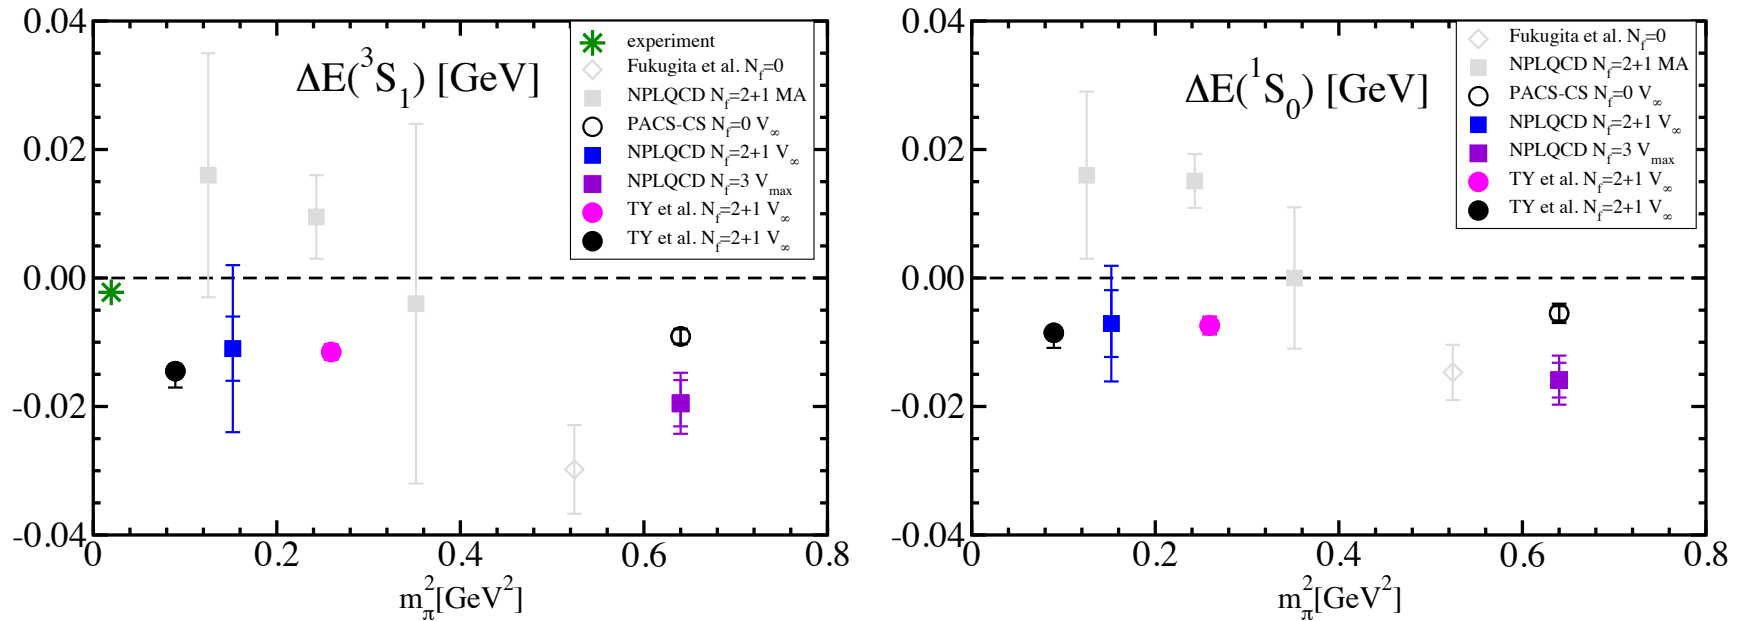 0.04
0.02
0.00
-0.02
-0.04
0
0.2
0.4
0.6
0.8
ΔE(³S₁) [GeV]
experiment
Fukugita et al. N_f=0
NPLQCD N_f=2+1 MA
PACS-CS N_f=0 V_∞
NPLQCD N_f=2+1 V_∞
NPLQCD N_f=3 V_max
TY et al. N_f=2+1 V_∞
TY et al. N_f=2+1 V_∞
m_π²[GeV²]
0.04
0.02
0.00
-0.02
-0.04
0
0.2
0.4
0.6
0.8
ΔE(¹S₀) [GeV]
Fukugita et al. N_f=0
NPLQCD N_f=2+1 MA
PACS-CS N_f=0 V_∞
NPLQCD N_f=2+1 V_∞
NPLQCD N_f=3 V_max
TY et al. N_f=2+1 V_∞
TY et al. N_f=2+1 V_∞
m_π²[GeV²]